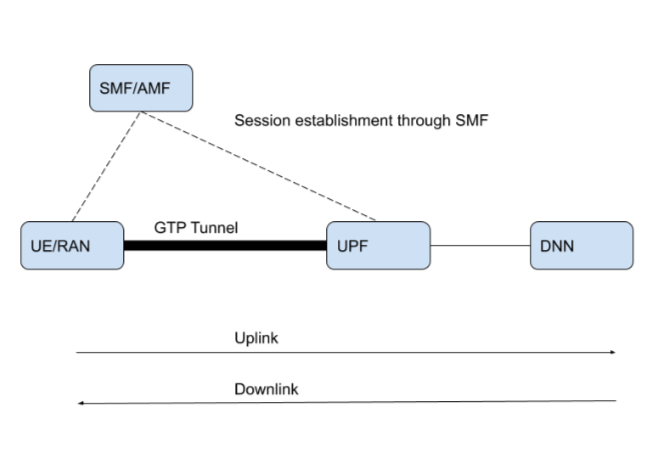 SMF/AMF
Session establishment through SMF
GTP Tunnel
UE/RAN
UPF
DNN
Uplink
Downlink